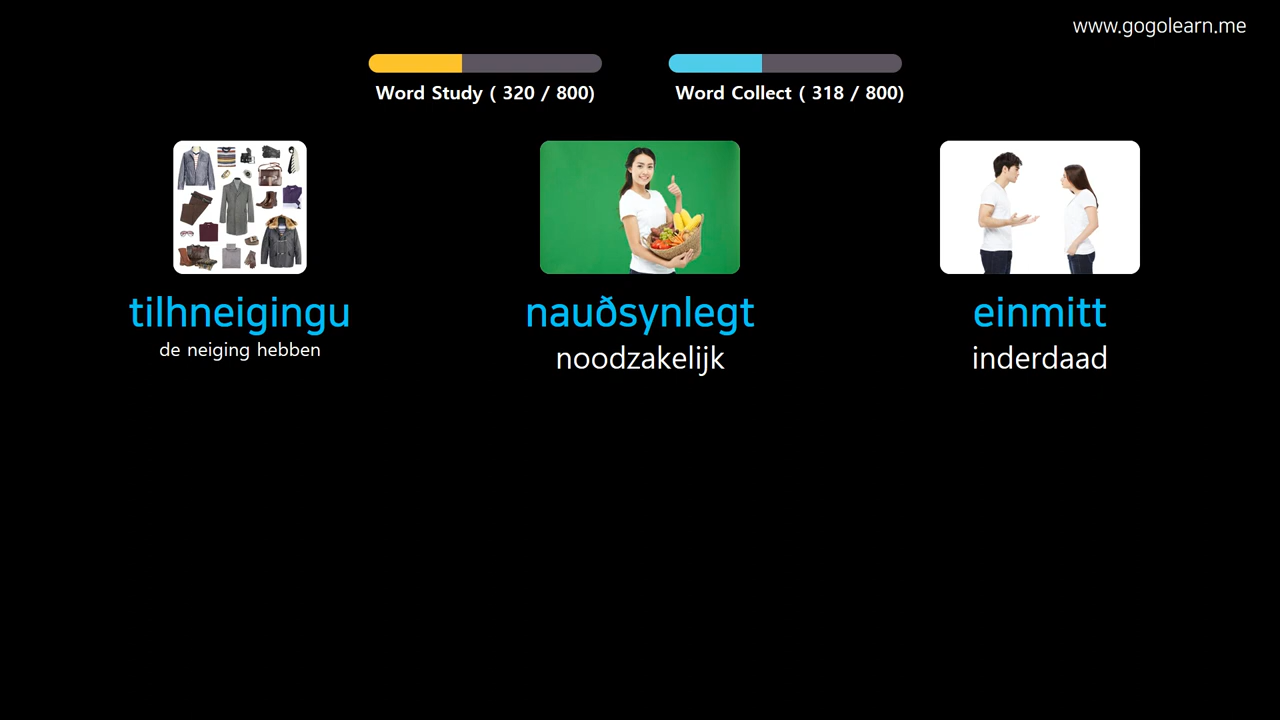 www.gogolearn.me
Word Study ( 320 / 800)
Word Collect ( 318 / 800)
tilhneigingu
de neiging hebben
nauðsynlegt
noodzakelijk
einmitt
inderdaad